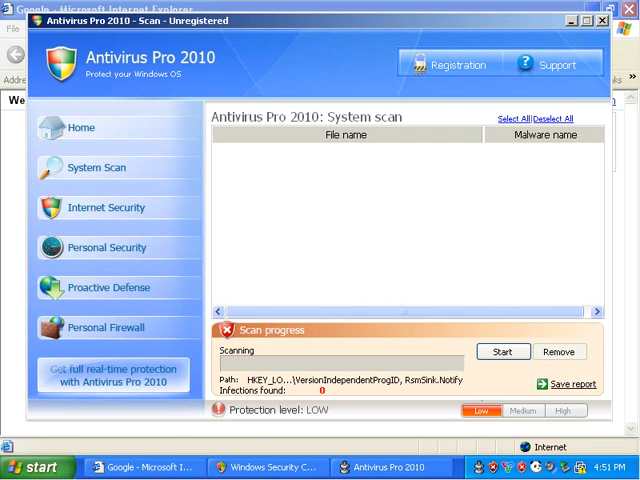 Google - Microsoft Internet Explorer
Antivirus Pro 2010 - Scan - Unregistered
File
Antivirus Pro 2010
Protect your Windows OS
Registration
Support
Addre
ks »
We
Antivirus Pro 2010: System scan
Select All|Deselect All
File name
Malware name
Home
System Scan
Internet Security
Personal Security
Proactive Defense
Personal Firewall
Get full real-time protection
with Antivirus Pro 2010
Scan progress
Scanning
Start
Remove
Path: HKEY_LO...\VersionIndependentProgID, RsmSink.Notify
Infections found: 0
Save report
Protection level: LOW
Low
Medium
High
Internet
start
Google - Microsoft I...
Windows Security C...
Antivirus Pro 2010
4:51 PM